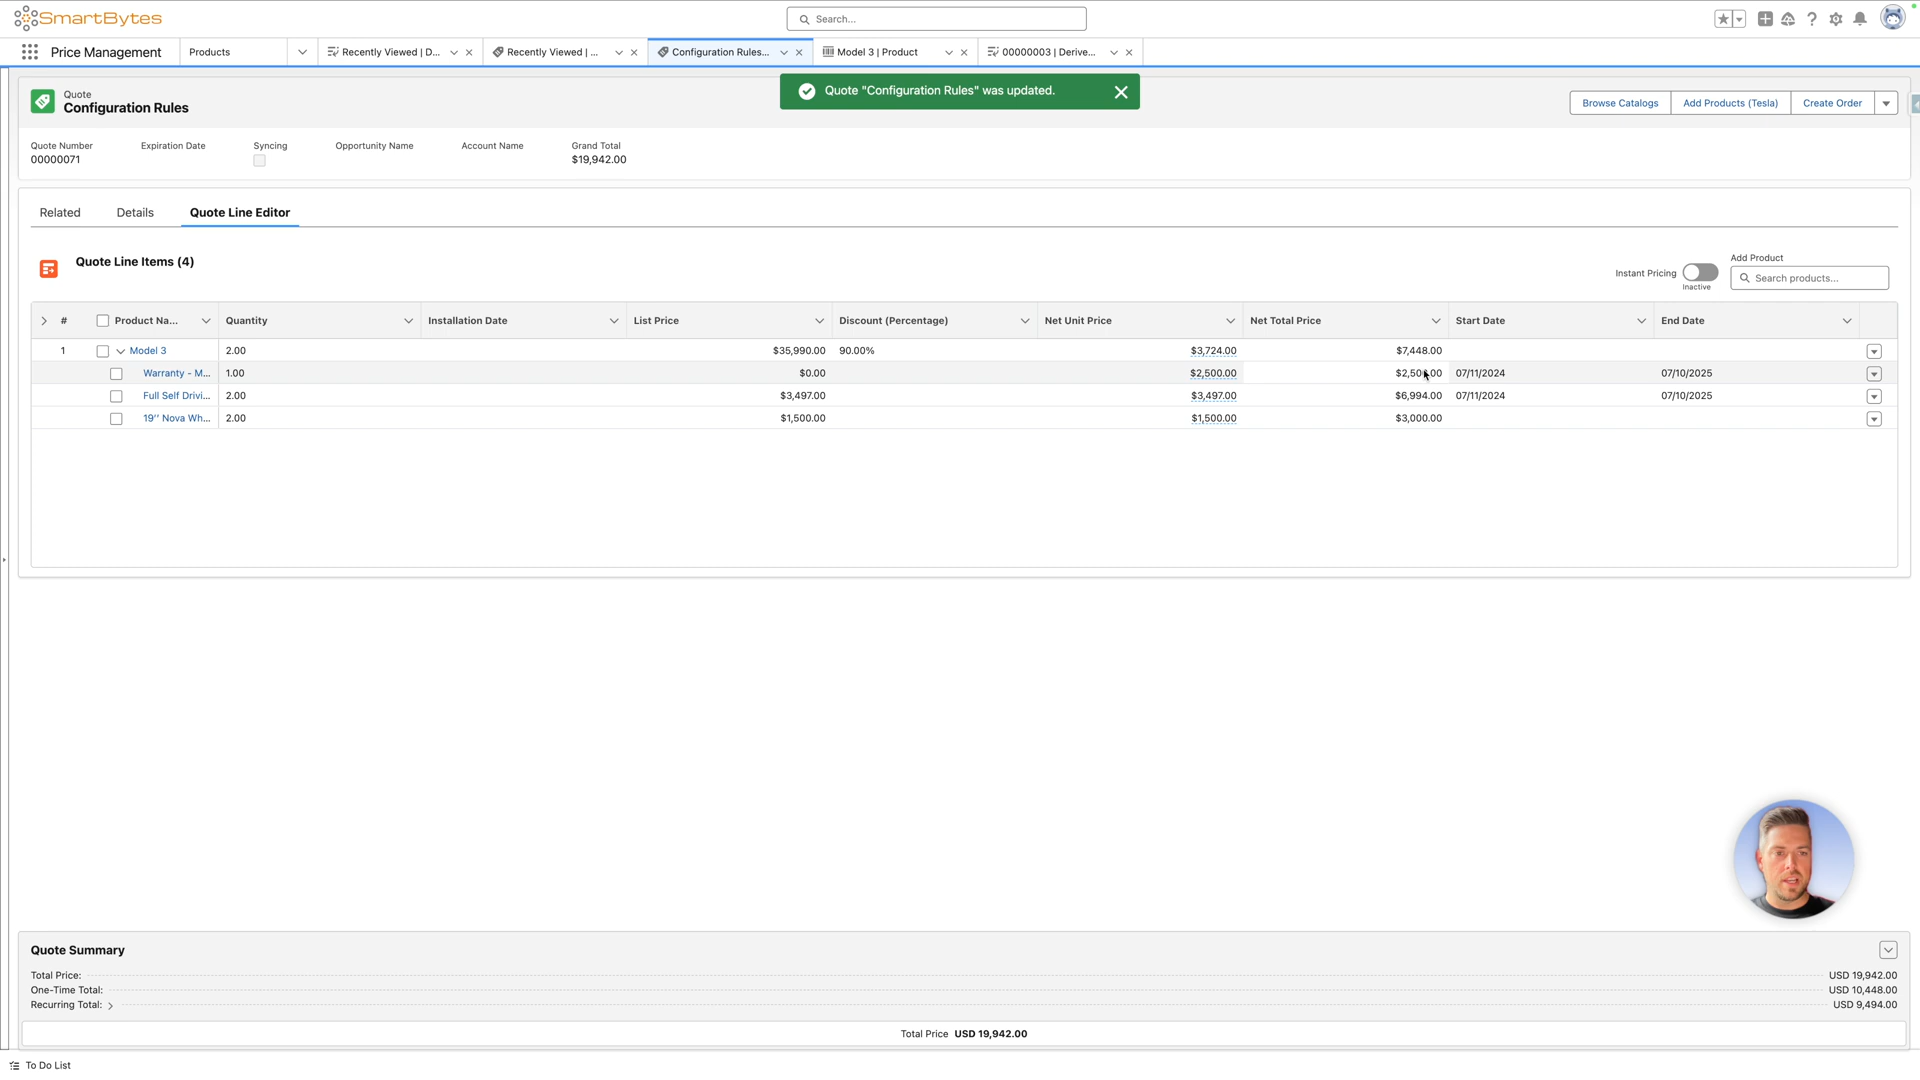 SmartBytes
Search...
Price Management
Products
Recently Viewed | D...
Recently Viewed | ...
Configuration Rules...
Model 3 | Product
00000003 | Derive...
Quote "Configuration Rules" was updated.
Quote
Configuration Rules
Browse Catalogs
Add Products (Tesla)
Create Order
Quote Number
Expiration Date
Syncing
Opportunity Name
Account Name
Grand Total
00000071
$19,942.00
Related
Details
Quote Line Editor
Quote Line Items (4)
Instant Pricing
Inactive
Add Product
Search products...
# Product Na... Quantity Installation Date List Price Discount (Percentage) Net Unit Price Net Total Price Start Date End Date
1 Model 3 2.00 $35,990.00 90.00% $3,724.00 $7,448.00
Warranty - M... 1.00 $0.00 $2,500.00 $2,500.00 07/11/2024 07/10/2025
Full Self Drivi... 2.00 $3,497.00 $3,497.00 $6,994.00 07/11/2024 07/10/2025
19'' Nova Wh... 2.00 $1,500.00 $1,500.00 $3,000.00
Quote Summary
Total Price: USD 19,942.00
One-Time Total: USD 10,448.00
Recurring Total: USD 9,494.00
Total Price USD 19,942.00
To Do List